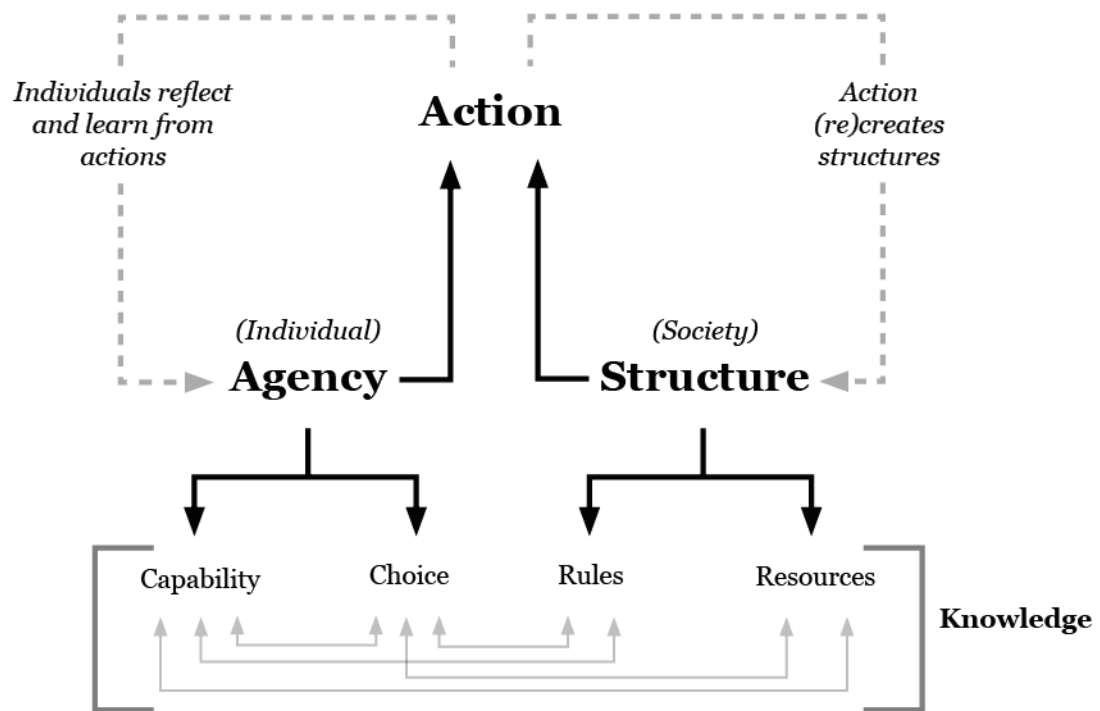 Individuals reflect
and learn from
actions
Action
Action
(re)creates
structures
(Individual)
Agency
(Society)
Structure
Capability
Choice
Rules
Resources
Knowledge